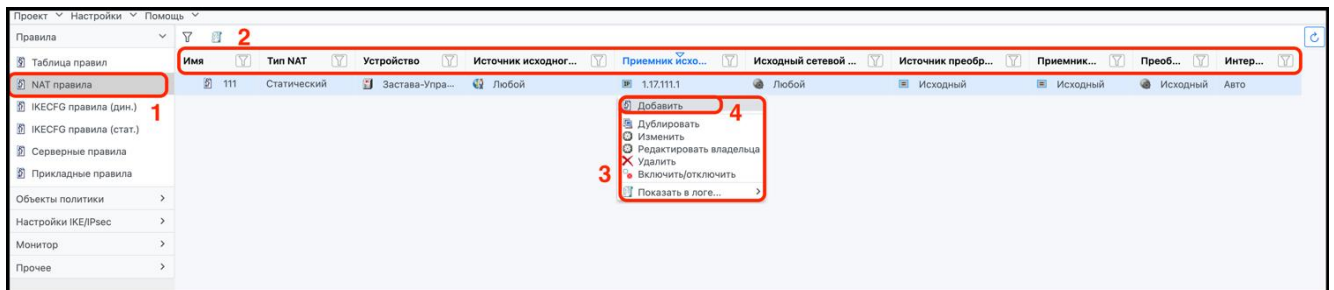 Проект Настройки Помощь
Правила
2
Таблица правил
Имя Тип NAT Устройство Источник исходног... Приемник исхо... Исходный сетевой ... Источник преобр... Приемник... Преоб... Интер...
NAT правила
1
111 Статический Застава-Упра... Любой 1.17.111.1 Любой Исходный Исходный Исходный Авто
IKECFG правила (дин.)
IKECFG правила (стат.)
Серверные правила
Прикладные правила
Объекты политики
Настройки IKE/IPsec
Монитор
Прочее
Добавить
4
Дублировать
Изменить
Редактировать владельца
Удалить
3
Включить/отключить
Показать в логе...